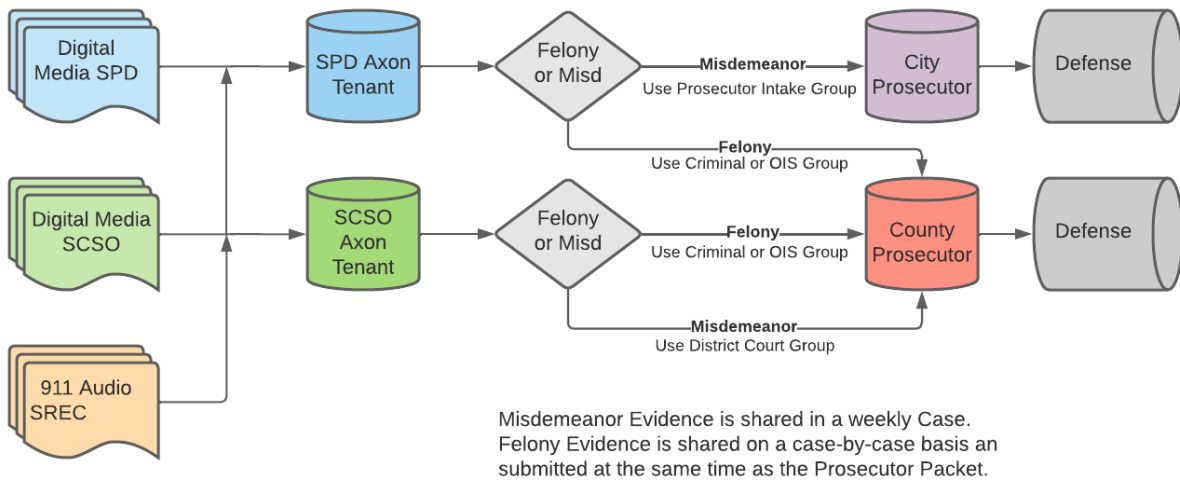 Digital
Media SPD
SPD Axon
Tenant
Felony
or Misd
Misdemeanor
Use Prosecutor Intake Group
City
Prosecutor
Defense
Felony
Use Criminal or OIS Group
Digital Media
SCSO
SCSO
Axon
Tenant
Felony
or Misd
Felony
Use Criminal or OIS Group
County
Prosecutor
Defense
Misdemeanor
Use District Court Group
911 Audio
SREC
Misdemeanor Evidence is shared in a weekly Case.
Felony Evidence is shared on a case-by-case basis an
submitted at the same time as the Prosecutor Packet.